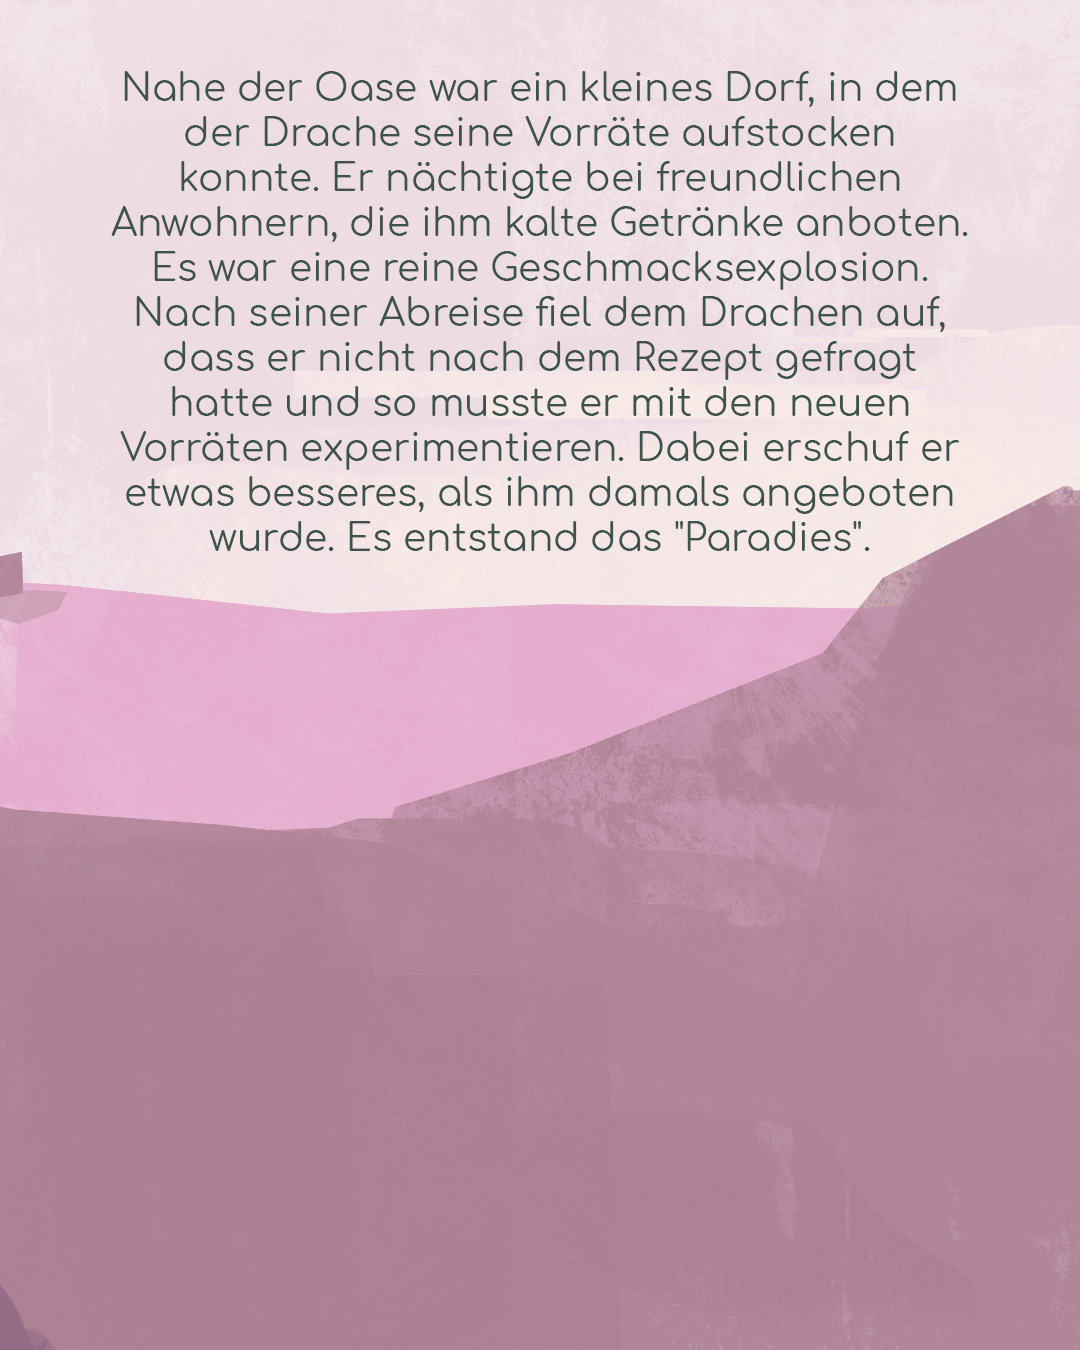 Nahe der Oase war ein kleines Dorf, in dem
der Drache seine Vorräte aufstocken
konnte. Er nächtigte bei freundlichen
Anwohnern, die ihm kalte Getränke anboten.
Es war eine reine Geschmacksexplosion.
Nach seiner Abreise fiel dem Drachen auf,
dass er nicht nach dem Rezept gefragt
hatte und so musste er mit den neuen
Vorräten experimentieren. Dabei erschuf er
etwas besseres, als ihm damals angeboten
wurde. Es entstand das "Paradies".